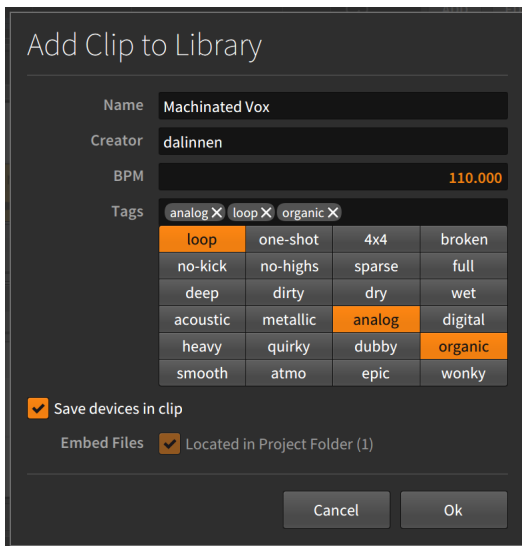 Add Clip to Library
Name Machinated Vox
Creator dalinnen
BPM 110.000
Tags analog loop organic
loop one-shot 4x4 broken
no-kick no-highs sparse full
deep dirty dry wet
acoustic metallic analog digital
heavy quirky dubby organic
smooth atmo epic wonky
Save devices in clip
Embed Files Located in Project Folder (1)
Cancel Ok